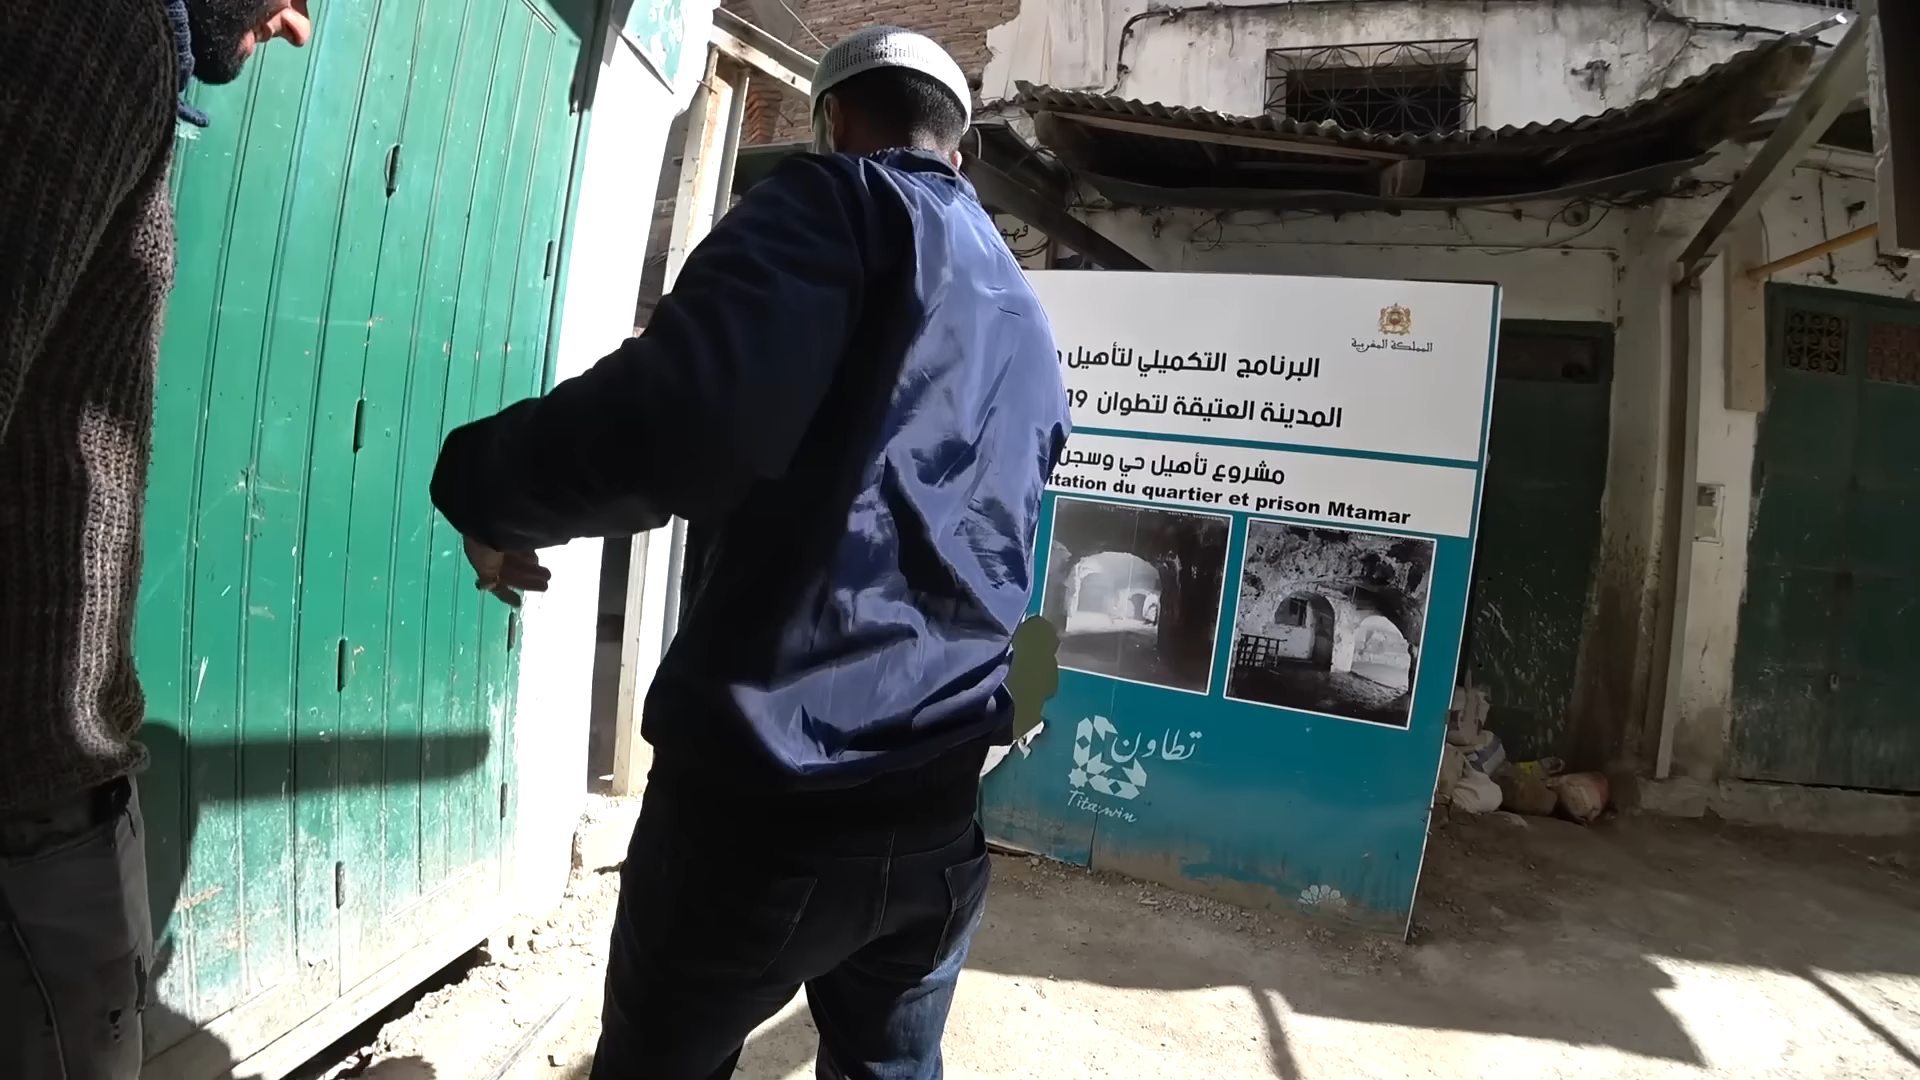 المملكة المغربية
البرنامج التكميلي لتأهيل
المدينة العتيقة لتطوان 19
مشروع تأهيل حي وسجن
itation du quartier et prison Mtamar
تطاون
Titawin